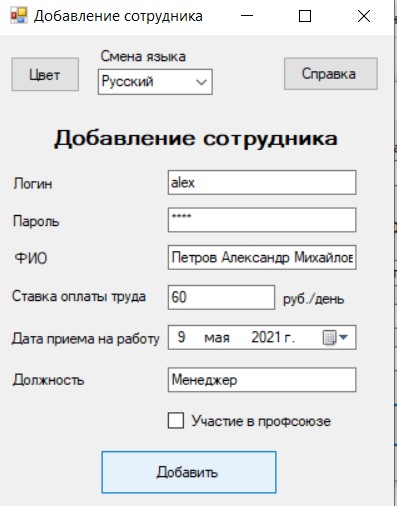 Добавление сотрудника
Смена языка
Цвет
Русский
Справка
Добавление сотрудника
Логин
alex
Пароль
****
ФИО
Петров Александр Михайлов
Ставка оплаты труда
60
руб./день
Дата приема на работу
9 мая 2021 г.
Должность
Менеджер
Участие в профсоюзе
Добавить